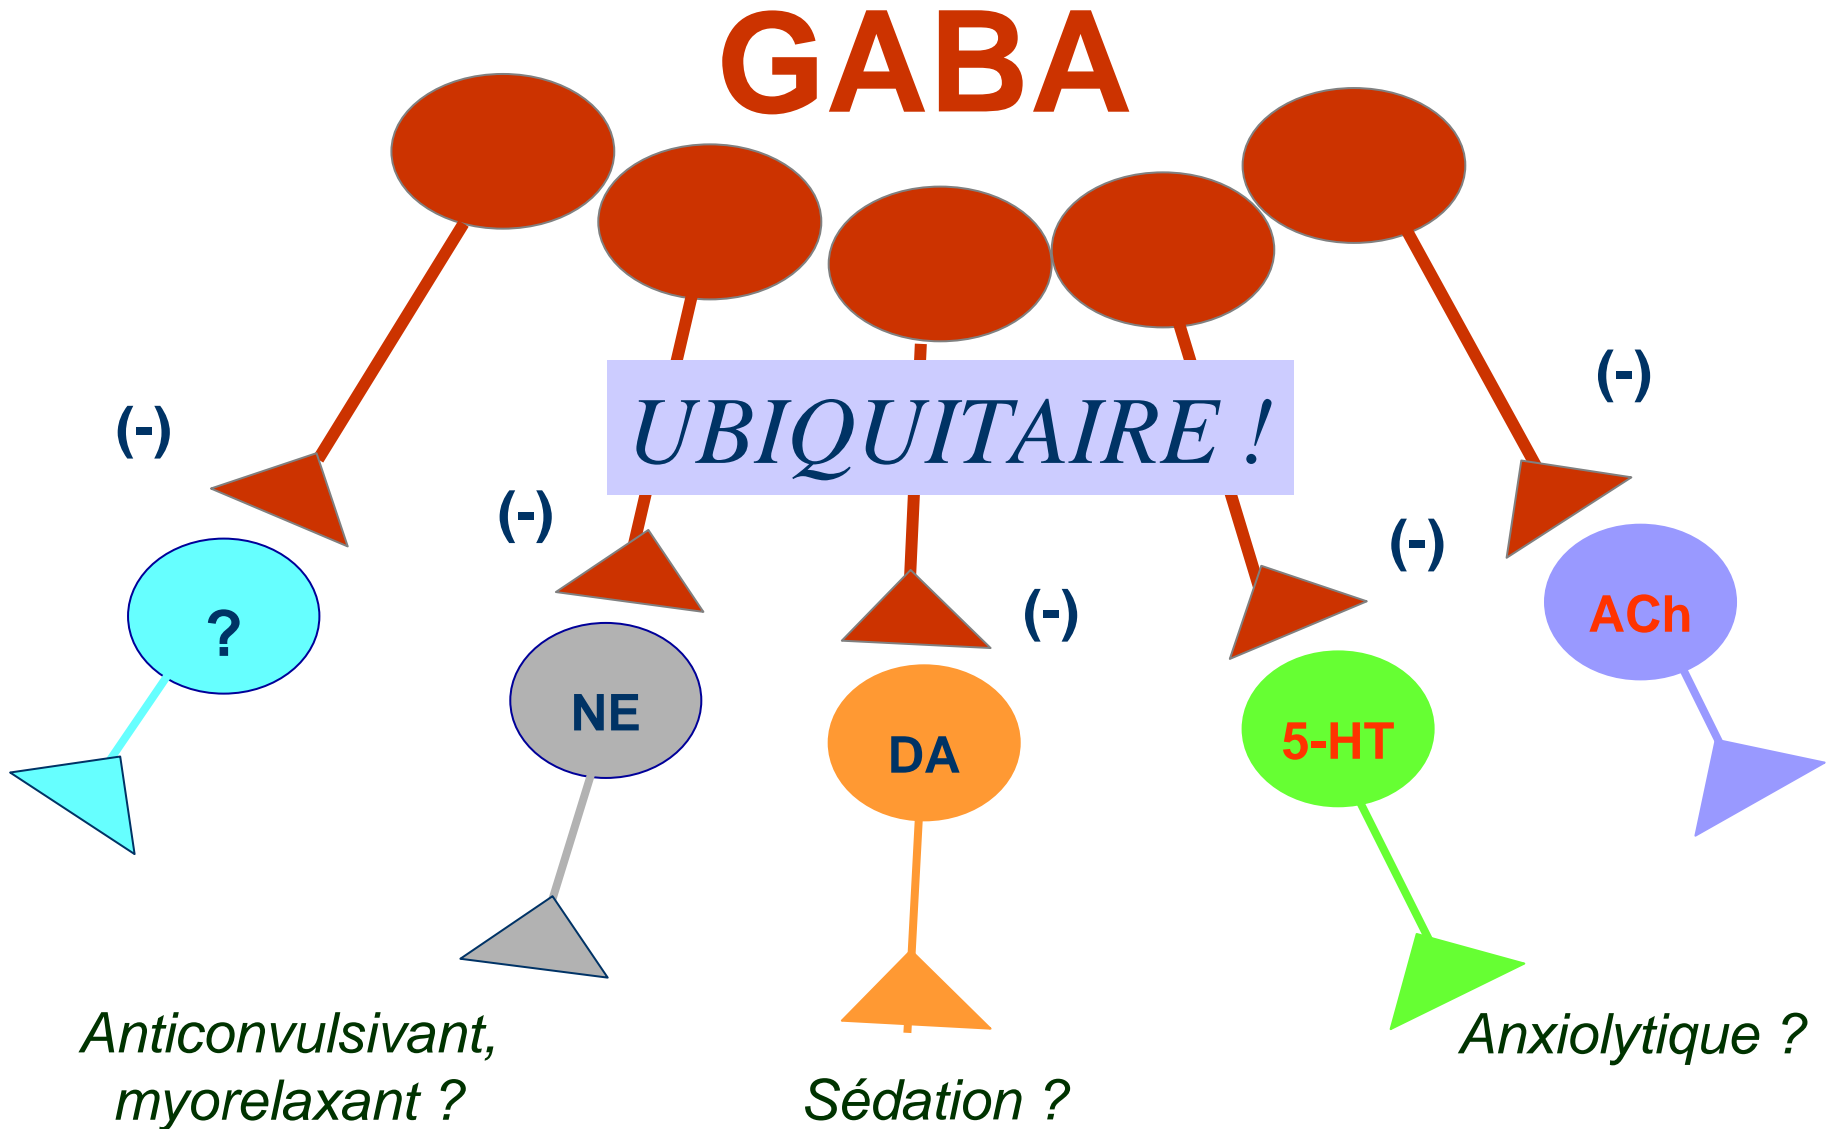 GABA
(-)
UBIQUITAIRE !
(-)
(-)
(-)
(-)
?
NE
DA
5-HT
ACh
Anticonvulsivant,
myorelaxant ?
Sédation ?
Anxiolytique ?